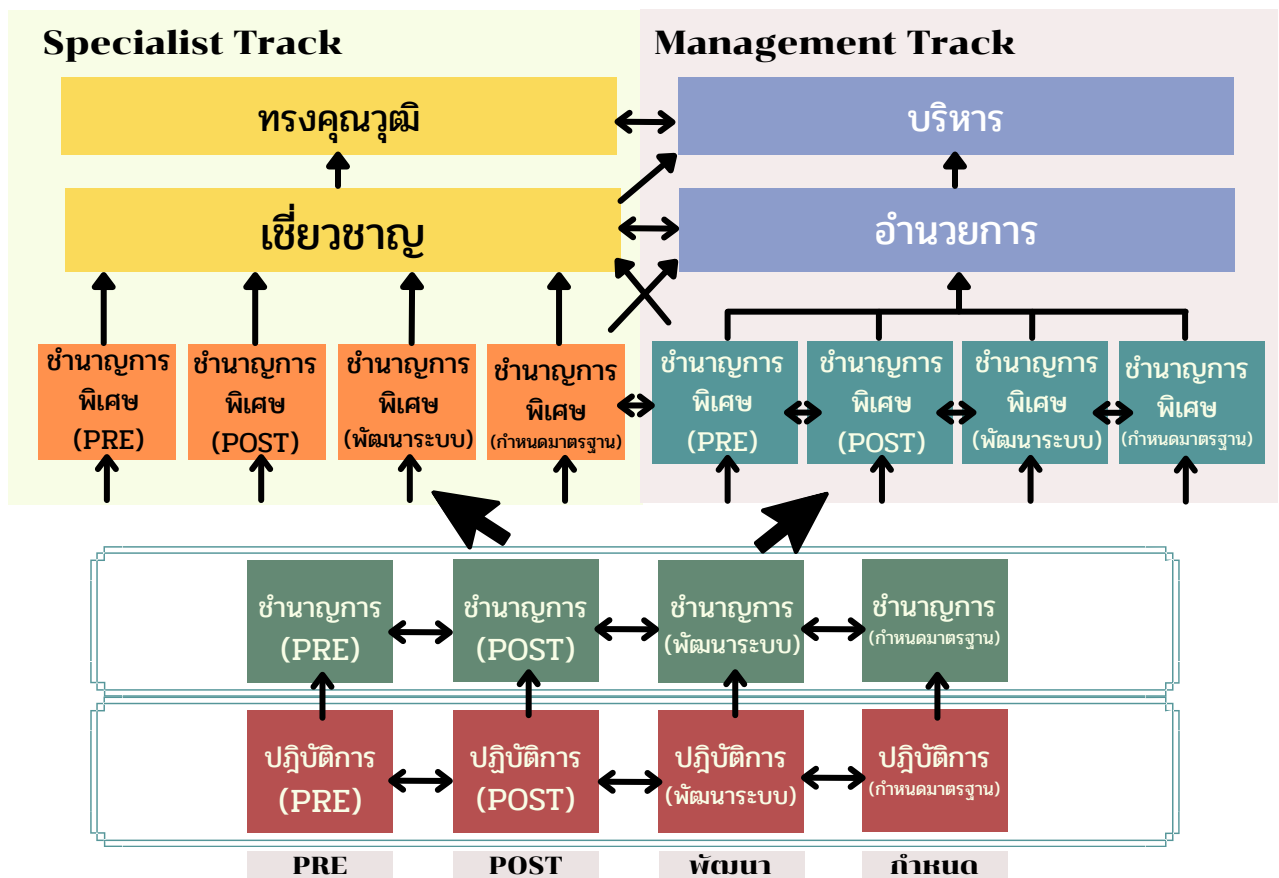 Specialist Track
Management Track
ทรงคุณวุฒิ
บริหาร
เชี่ยวชาญ
อำนวยการ
ชำนาญการ
พิเศษ
(PRE)
ชำนาญการ
พิเศษ
(POST)
ชำนาญการ
พิเศษ
(พัฒนาระบบ)
ชำนาญการ
พิเศษ
(กำหนดมาตรฐาน)
ชำนาญการ
พิเศษ
(PRE)
ชำนาญการ
พิเศษ
(POST)
ชำนาญการ
พิเศษ
(พัฒนาระบบ)
ชำนาญการ
พิเศษ
(กำหนดมาตรฐาน)
ชำนาญการ
(PRE)
ชำนาญการ
(POST)
ชำนาญการ
(พัฒนาระบบ)
ชำนาญการ
(กำหนดมาตรฐาน)
ปฎิบัติการ
(PRE)
ปฏิบัติการ
(POST)
ปฎิบัติการ
(พัฒนาระบบ)
ปฎิบัติการ
(กำหนดมาตรฐาน)
PRE
POST
พัฒนา
กำหนด